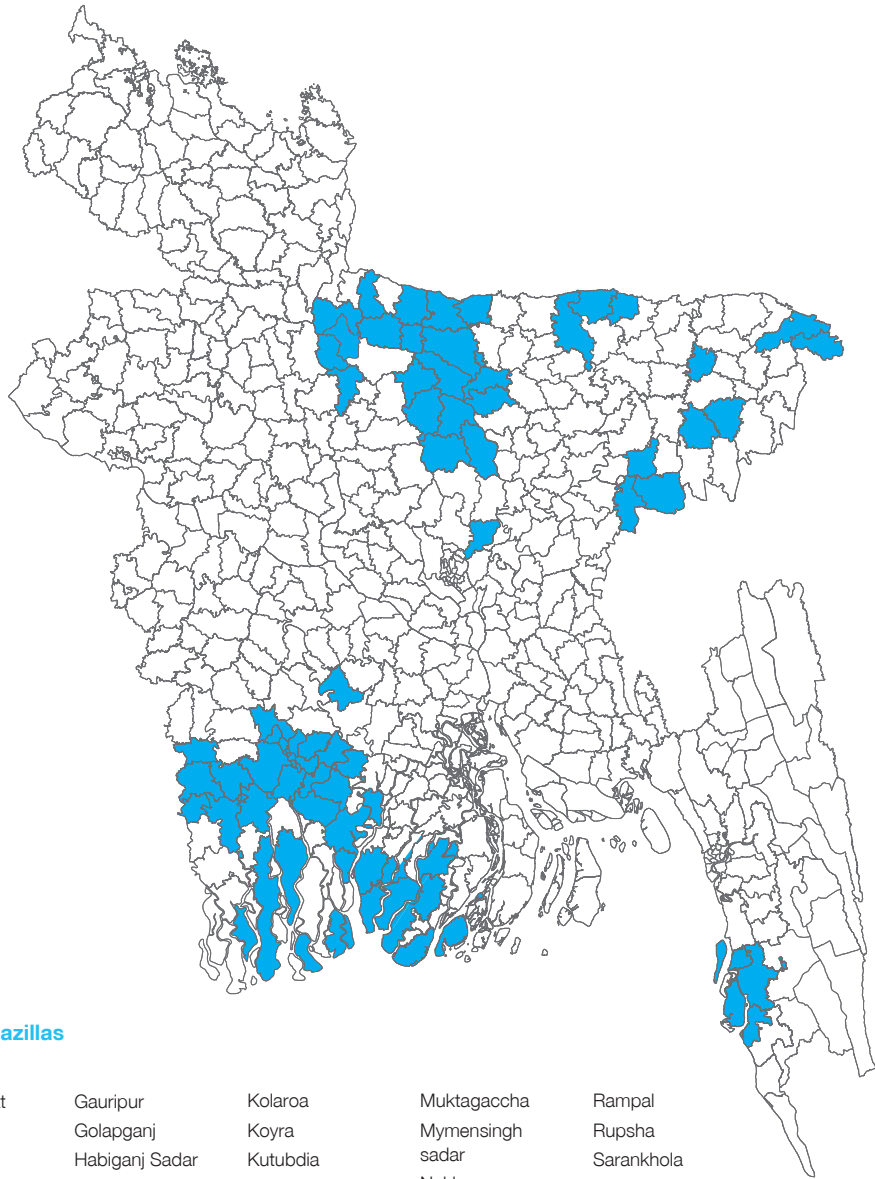 azillas
Gauripur
Golapganj
Habiganj Sadar
Kolaroa
Koyra
Kutubdia
Muktagaccha
Mymensingh
sadar
Rampal
Rupsha
Sarankhola